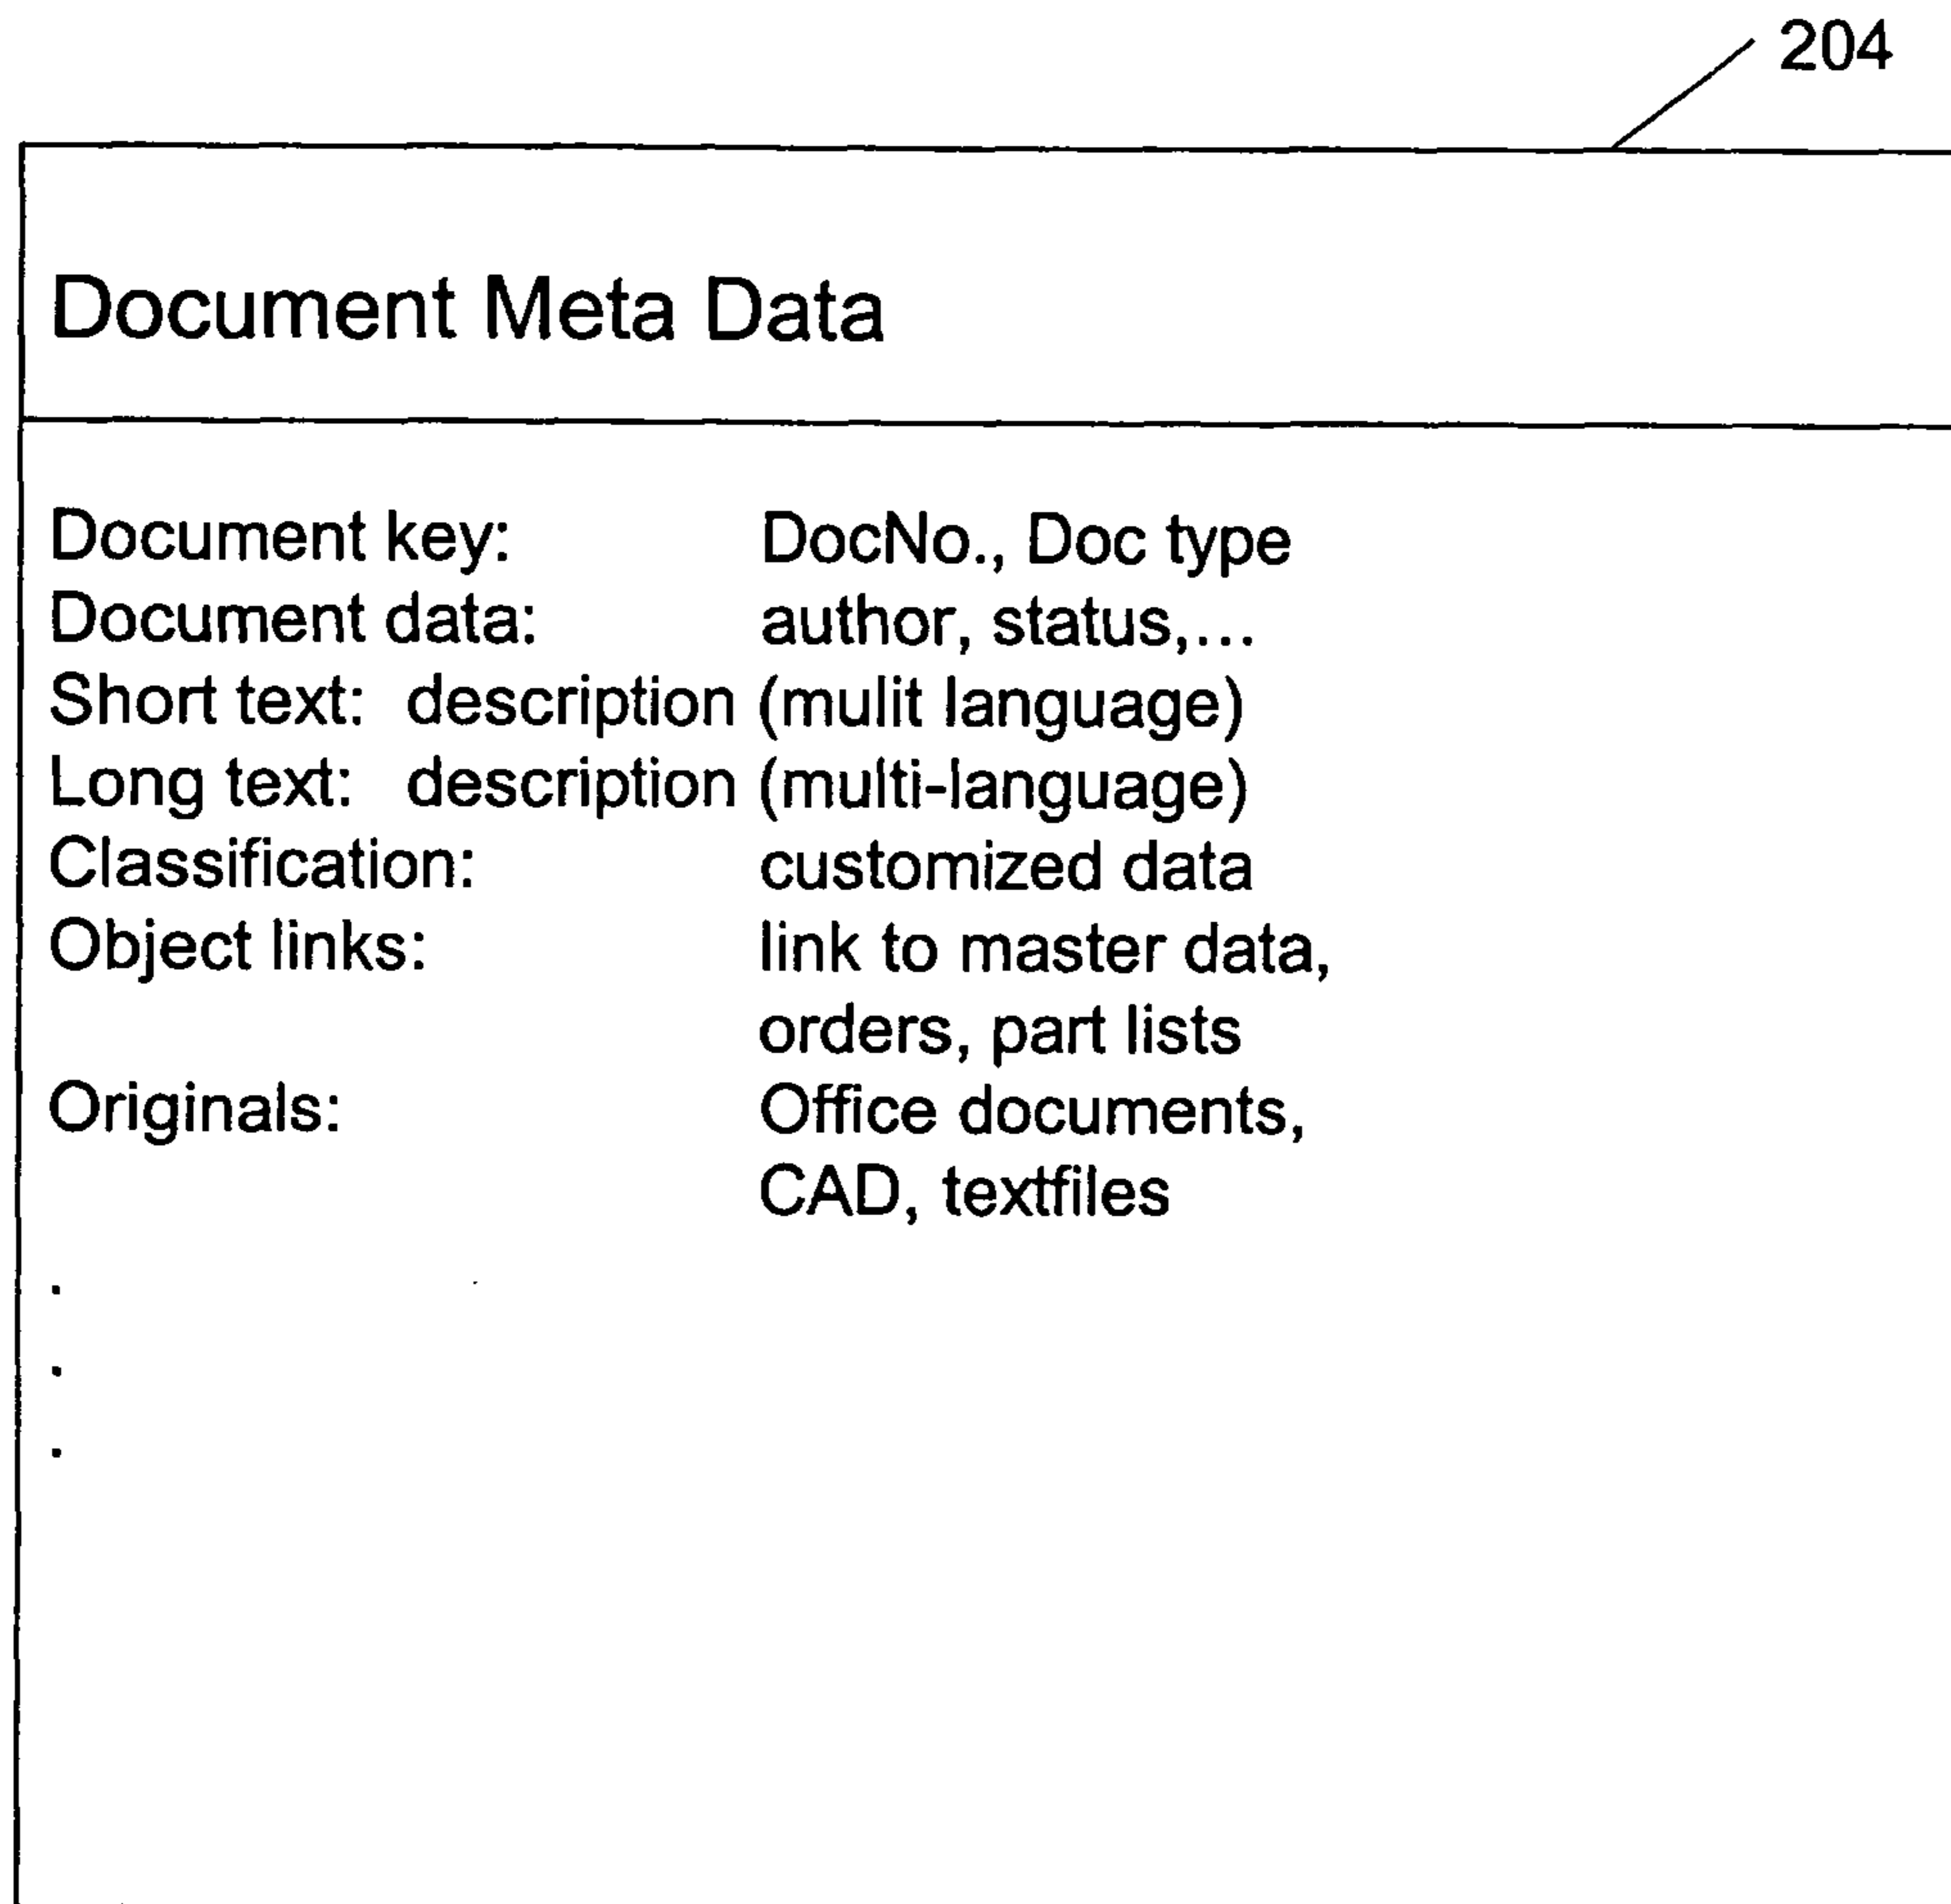 204
Document Meta Data
Document key: DocNo., Doc type
Document data: author, status,...
Short text: description (mulit language)
Long text: description (multi-language)
Classification: customized data
Object links: link to master data,
orders, part lists
Originals: Office documents,
CAD, textfiles
.
.
.